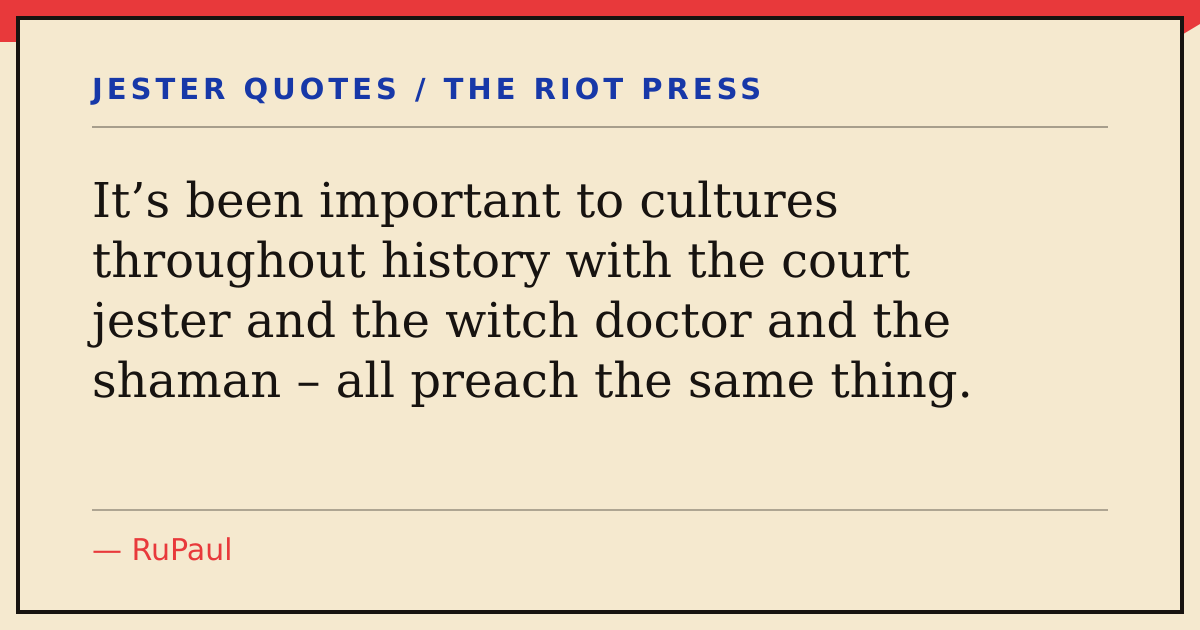 JESTER QUOTES / THE RIOT PRESS
It’s been important to cultures
throughout history with the court
jester and the witch doctor and the
shaman – all preach the same thing.
— RuPaul